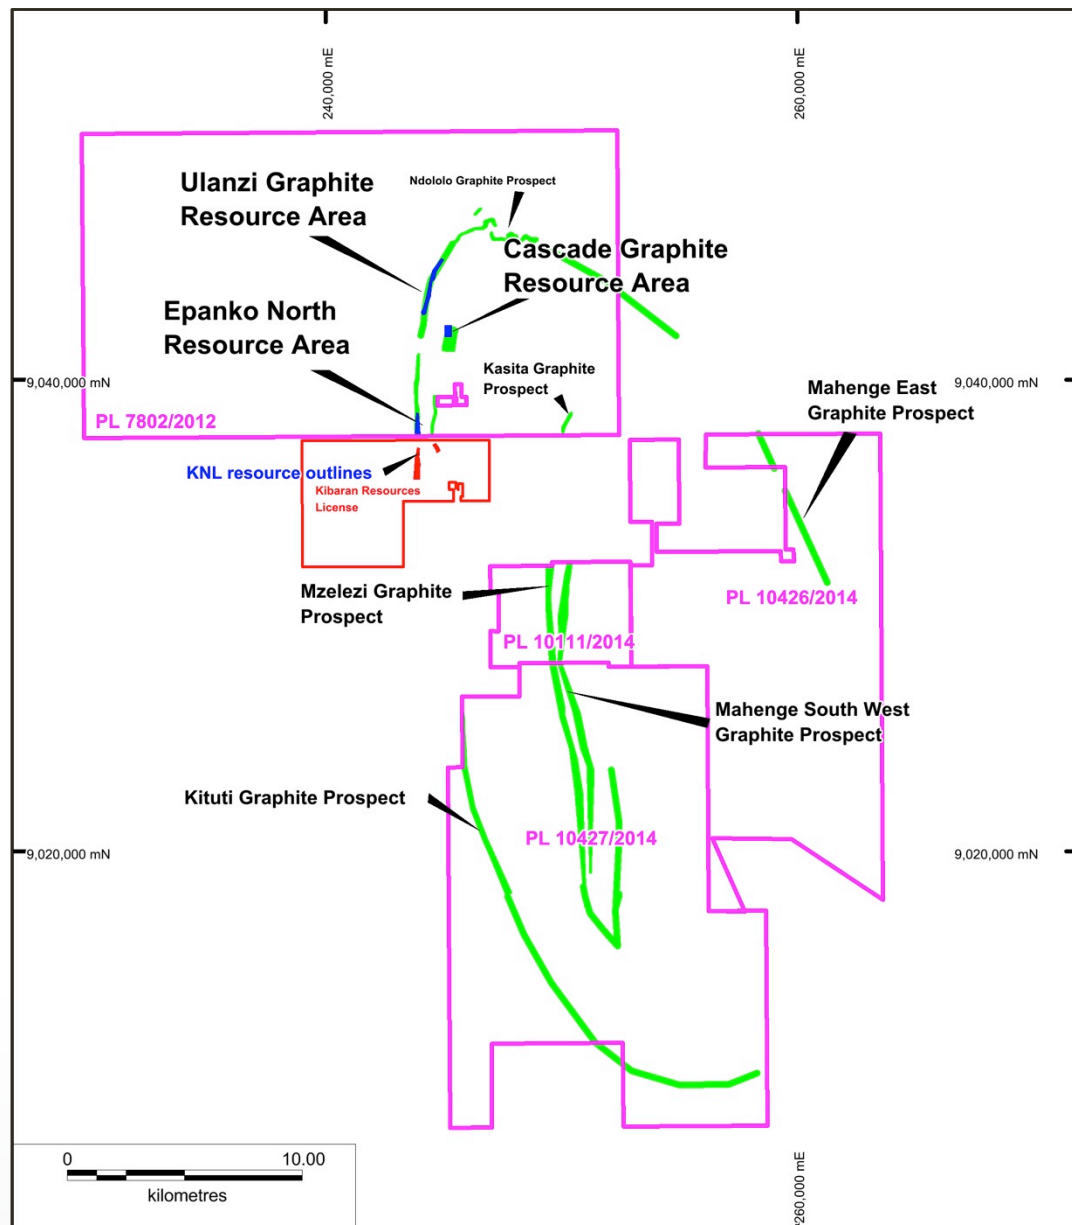 240,000 mE
260,000 mE
Ulanzi Graphite
Resource Area
Ndololo Graphite Prospect
Cascade Graphite
Resource Area
Epanko North
Resource Area
Kasita Graphite
Prospect
9,040,000 mN
9,040,000 mN
Mahenge East
Graphite Prospect
PL 7802/2012
KNL resource outlines
Kibaran Resources
License
Mzelezi Graphite
Prospect
PL 10426/2014
PL 10111/2014
Mahenge South West
Graphite Prospect
Kituti Graphite Prospect
PL 10427/2014
9,020,000 mN
9,020,000 mN
0
10.00
kilometres
260,000 mE